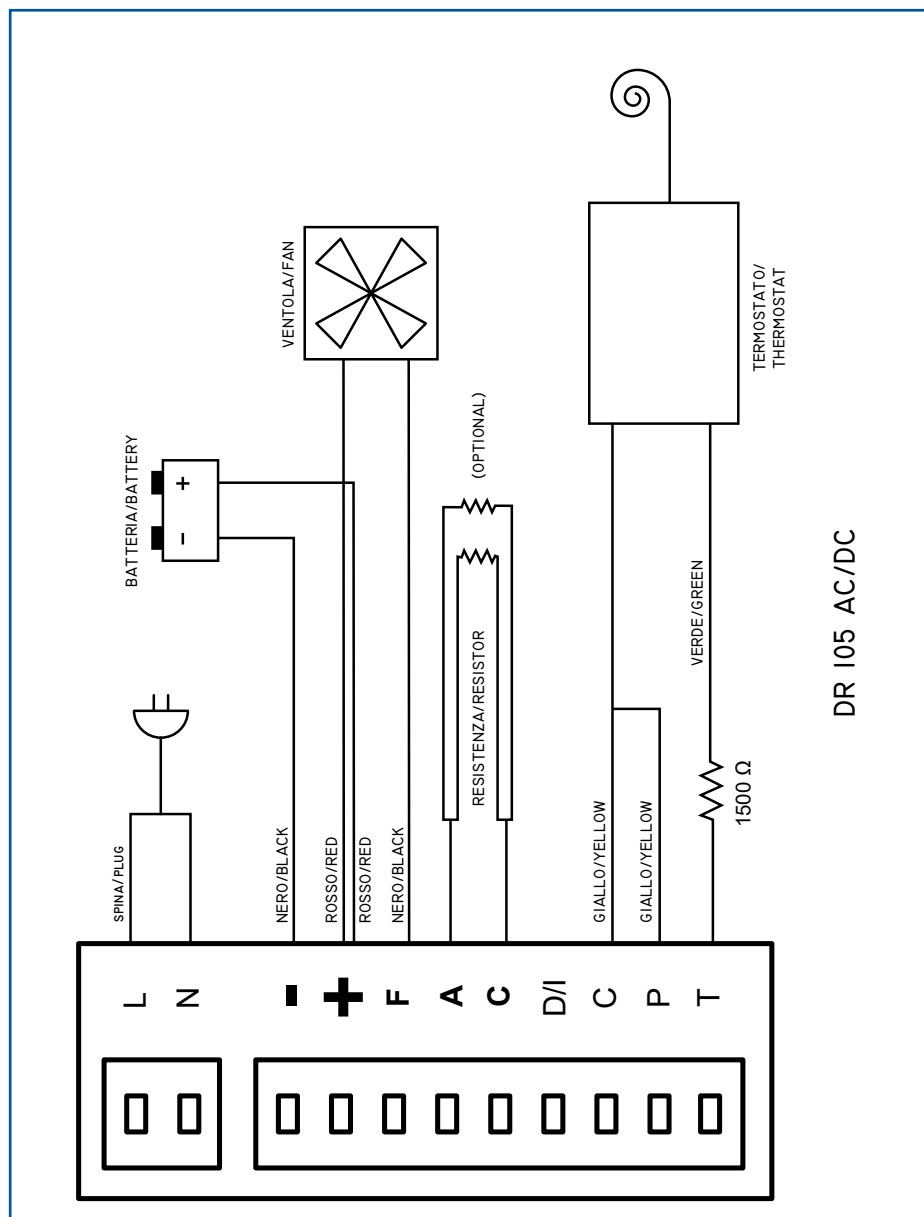 SPINA/PLUG
BATTERIA/BATTERY
-
+
VENTOLA/FAN
NERO/BLACK
ROSSO/RED
ROSSO/RED
NERO/BLACK
RESISTENZA/RESISTOR
(OPTIONAL)
GIALLO/YELLOW
GIALLO/YELLOW
VERDE/GREEN
1500 Ω
TERMOSTATO/
THERMOSTAT
L
N
-
+
F
A
C
D/I
C
P
T
DR 105 AC/DC